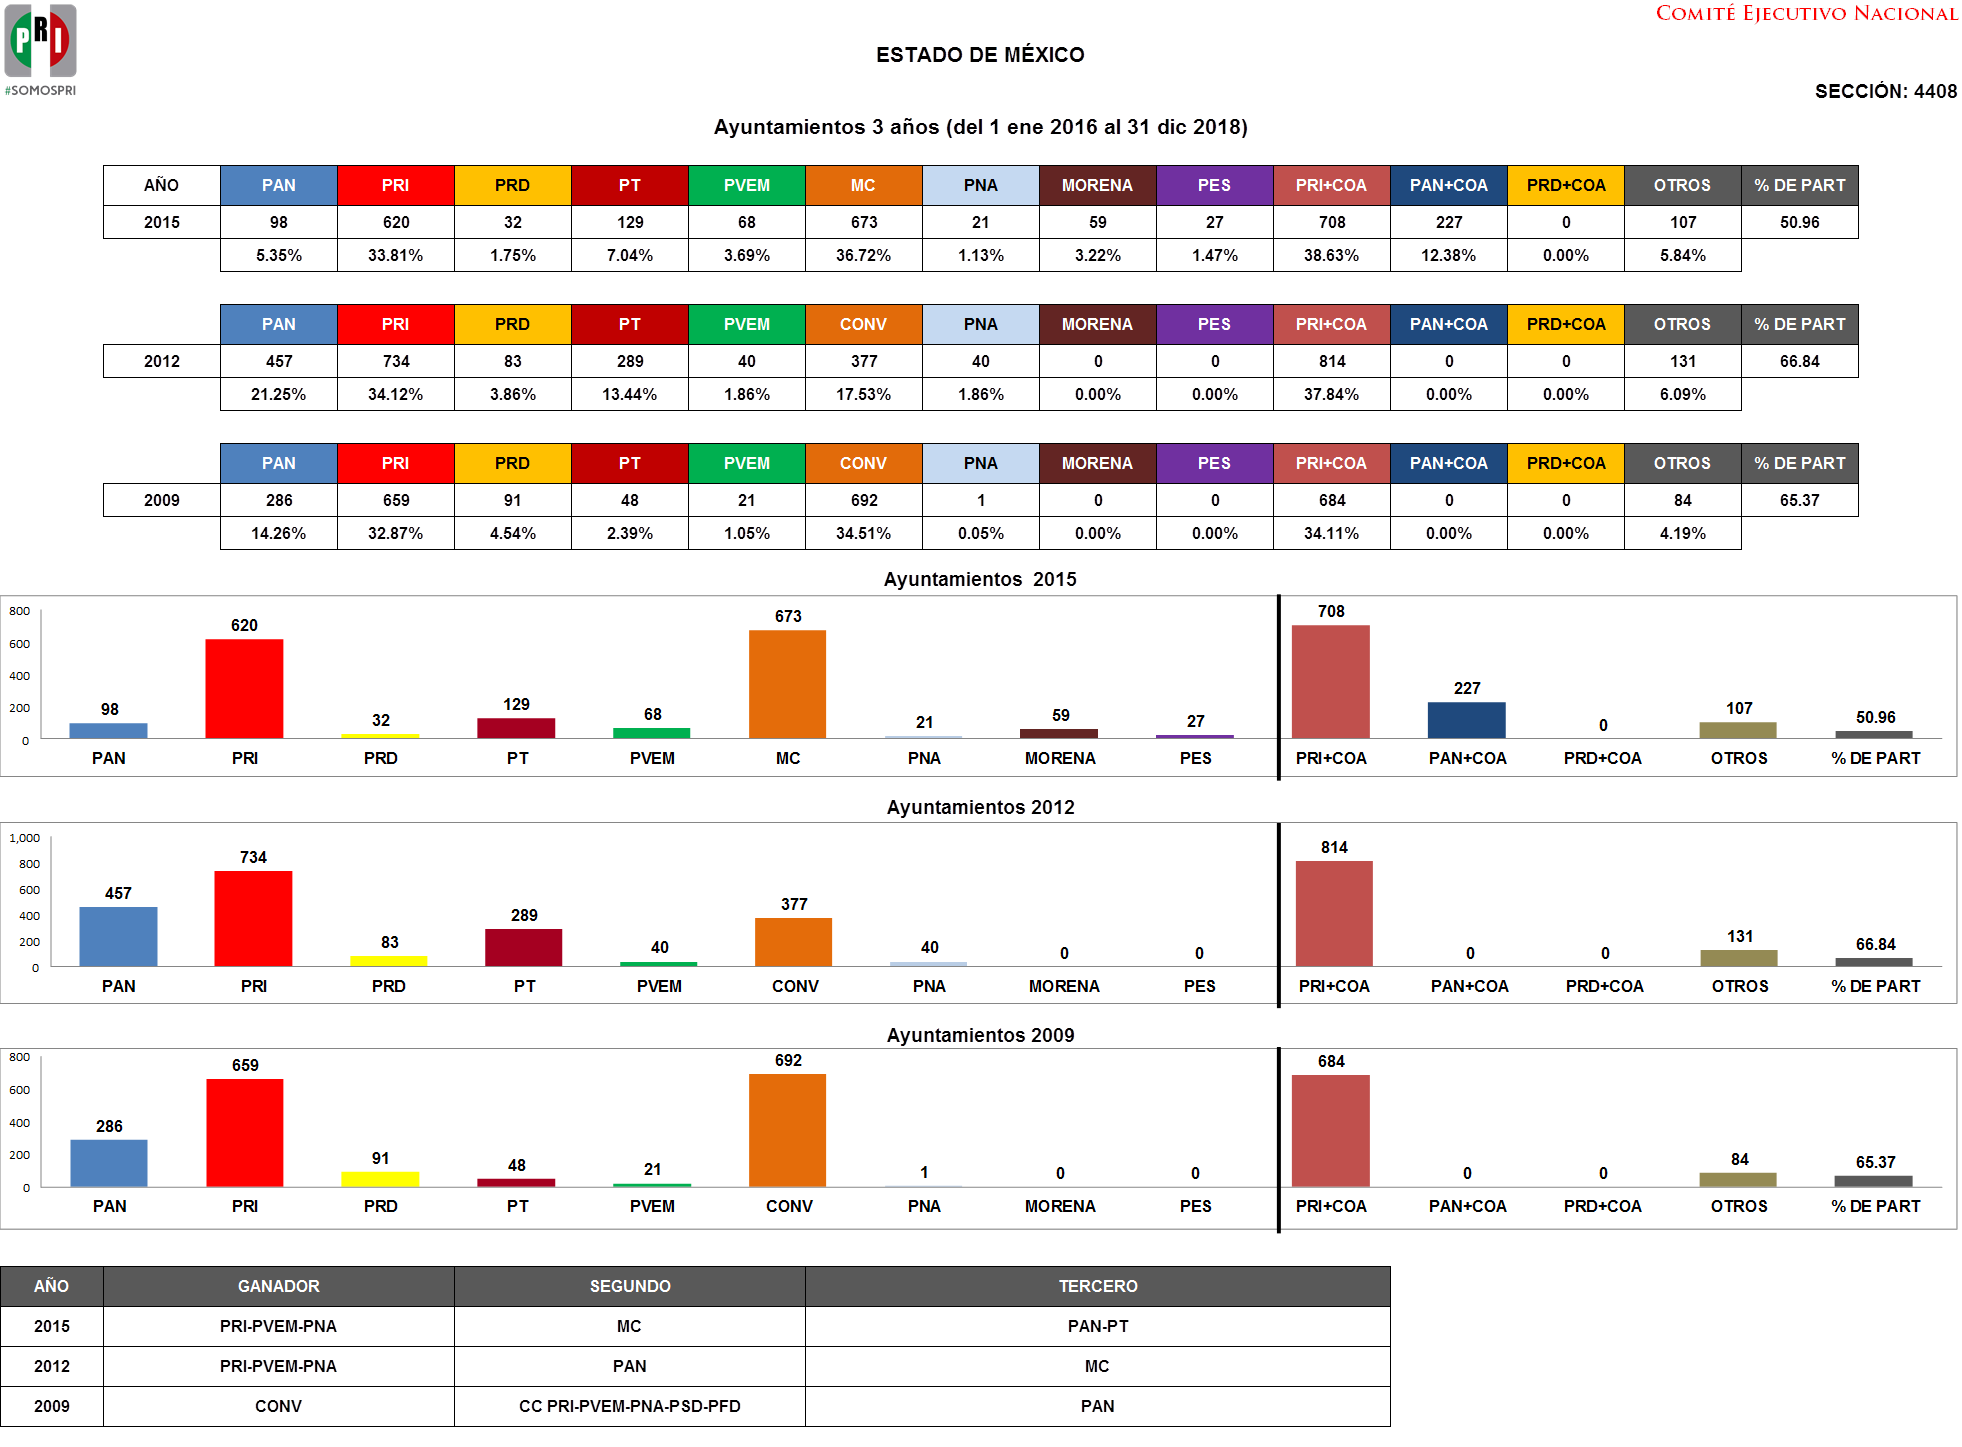 PRI
#SOMOSPRI
COMITÉ EJECUTIVO NACIONAL
ESTADO DE MÉXICO
SECCIÓN: 4408
Ayuntamientos 3 años (del 1 ene 2016 al 31 dic 2018)
AÑO PAN PRI PRD PT PVEM MC PNA MORENA PES PRI+COA PAN+COA PRD+COA OTROS % DE PART
2015 98 620 32 129 68 673 21 59 27 708 227 0 107 50.96
5.35% 33.81% 1.75% 7.04% 3.69% 36.72% 1.13% 3.22% 1.47% 38.63% 12.38% 0.00% 5.84%
PAN PRI PRD PT PVEM CONV PNA MORENA PES PRI+COA PAN+COA PRD+COA OTROS % DE PART
2012 457 734 83 289 40 377 40 0 0 814 0 0 131 66.84
21.25% 34.12% 3.86% 13.44% 1.86% 17.53% 1.86% 0.00% 0.00% 37.84% 0.00% 0.00% 6.09%
PAN PRI PRD PT PVEM CONV PNA MORENA PES PRI+COA PAN+COA PRD+COA OTROS % DE PART
2009 286 659 91 48 21 692 1 0 0 684 0 0 84 65.37
14.26% 32.87% 4.54% 2.39% 1.05% 34.51% 0.05% 0.00% 0.00% 34.11% 0.00% 0.00% 4.19%
Ayuntamientos 2015
800
600
400
200
0
98 620 32 129 68 673 21 59 27 708 227 0 107 50.96
PAN PRI PRD PT PVEM MC PNA MORENA PES PRI+COA PAN+COA PRD+COA OTROS % DE PART
Ayuntamientos 2012
1,000
800
600
400
200
0
457 734 83 289 40 377 40 0 0 814 0 0 131 66.84
PAN PRI PRD PT PVEM CONV PNA MORENA PES PRI+COA PAN+COA PRD+COA OTROS % DE PART
Ayuntamientos 2009
800
600
400
200
0
286 659 91 48 21 692 1 0 0 684 0 0 84 65.37
PAN PRI PRD PT PVEM CONV PNA MORENA PES PRI+COA PAN+COA PRD+COA OTROS % DE PART
AÑO GANADOR SEGUNDO TERCERO
2015 PRI-PVEM-PNA MC PAN-PT
2012 PRI-PVEM-PNA PAN MC
2009 CONV CC PRI-PVEM-PNA-PSD-PFD PAN